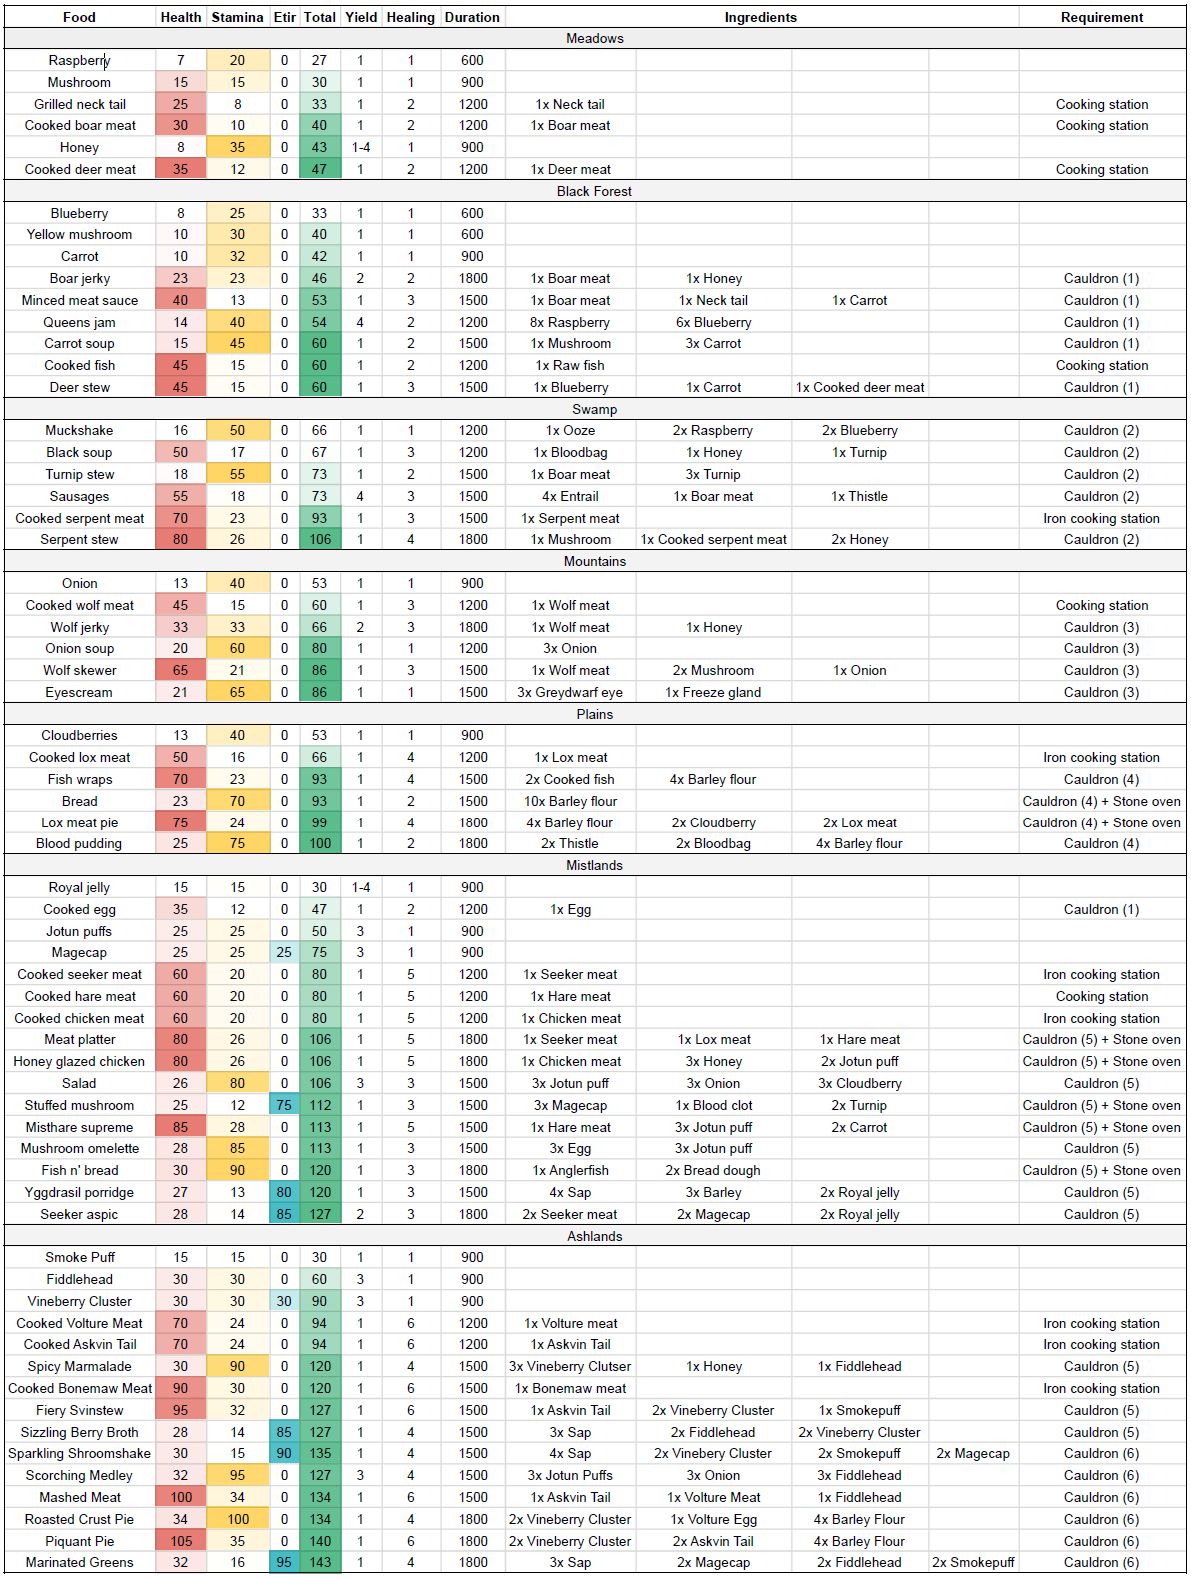 Food Health Stamina Etir Total Yield Healing Duration Ingredients Requirement
Meadows
Raspberry 7 20 0 27 1 1 600
Mushroom 15 15 0 30 1 1 900
Grilled neck tail 25 8 0 33 1 2 1200 1x Neck tail Cooking station
Cooked boar meat 30 10 0 40 1 2 1200 1x Boar meat Cooking station
Honey 8 35 0 43 1-4 1 900
Cooked deer meat 35 12 0 47 1 2 1200 1x Deer meat Cooking station
Black Forest
Blueberry 8 25 0 33 1 1 600
Yellow mushroom 10 30 0 40 1 1 600
Carrot 10 32 0 42 1 1 900
Boar jerky 23 23 0 46 2 2 1800 1x Boar meat 1x Honey Cauldron (1)
Minced meat sauce 40 13 0 53 1 3 1500 1x Boar meat 1x Neck tail 1x Carrot Cauldron (1)
Queens jam 14 40 0 54 4 2 1200 8x Raspberry 6x Blueberry Cauldron (1)
Carrot soup 15 45 0 60 1 2 1500 1x Mushroom 3x Carrot Cauldron (1)
Cooked fish 45 15 0 60 1 2 1200 1x Raw fish Cooking station
Deer stew 45 15 0 60 1 3 1500 1x Blueberry 1x Carrot 1x Cooked deer meat Cauldron (1)
Swamp
Muckshake 16 50 0 66 1 1 1200 1x Ooze 2x Raspberry 2x Blueberry Cauldron (2)
Black soup 50 17 0 67 1 3 1200 1x Bloodbag 1x Honey 1x Turnip Cauldron (2)
Turnip stew 18 55 0 73 1 2 1500 1x Boar meat 3x Turnip Cauldron (2)
Sausages 55 18 0 73 4 3 1500 4x Entrail 1x Boar meat 1x Thistle Cauldron (2)
Cooked serpent meat 70 23 0 93 1 3 1500 1x Serpent meat Iron cooking station
Serpent stew 80 26 0 106 1 4 1800 1x Mushroom 1x Cooked serpent meat 2x Honey Cauldron (2)
Mountains
Onion 13 40 0 53 1 1 900
Cooked wolf meat 45 15 0 60 1 3 1200 1x Wolf meat Cooking station
Wolf jerky 33 33 0 66 2 3 1800 1x Wolf meat 1x Honey Cauldron (3)
Onion soup 20 60 0 80 1 1 1200 3x Onion Cauldron (3)
Wolf skewer 65 21 0 86 1 3 1500 1x Wolf meat 2x Mushroom 1x Onion Cauldron (3)
Eyescream 21 65 0 86 1 1 1500 3x Greydwarf eye 1x Freeze gland Cauldron (3)
Plains
Cloudberries 13 40 0 53 1 1 900
Cooked lox meat 50 16 0 66 1 4 1200 1x Lox meat Iron cooking station
Fish wraps 70 23 0 93 1 4 1500 2x Cooked fish 4x Barley flour Cauldron (4)
Bread 23 70 0 93 1 2 1500 10x Barley flour Cauldron (4) + Stone oven
Lox meat pie 75 24 0 99 1 4 1800 4x Barley flour 2x Cloudberry 2x Lox meat Cauldron (4) + Stone oven
Blood pudding 25 75 0 100 1 2 1800 2x Thistle 2x Bloodbag 4x Barley flour Cauldron (4)
Mistlands
Royal jelly 15 15 0 30 1-4 1 900
Cooked egg 35 12 0 47 1 2 1200 1x Egg Cauldron (1)
Jotun puffs 25 25 0 50 3 1 900
Magecap 25 25 25 75 3 1 900
Cooked seeker meat 60 20 0 80 1 5 1200 1x Seeker meat Iron cooking station
Cooked hare meat 60 20 0 80 1 5 1200 1x Hare meat Cooking station
Cooked chicken meat 60 20 0 80 1 5 1200 1x Chicken meat Iron cooking station
Meat platter 80 26 0 106 1 5 1800 1x Seeker meat 1x Lox meat 1x Hare meat Cauldron (5) + Stone oven
Honey glazed chicken 80 26 0 106 1 5 1800 1x Chicken meat 3x Honey 2x Jotun puff Cauldron (5) + Stone oven
Salad 26 80 0 106 3 3 1500 3x Jotun puff 3x Onion 3x Cloudberry Cauldron (5)
Stuffed mushroom 25 12 75 112 1 3 1500 3x Magecap 1x Blood clot 2x Turnip Cauldron (5) + Stone oven
Misthare supreme 85 28 0 113 1 5 1500 1x Hare meat 3x Jotun puff 2x Carrot Cauldron (5) + Stone oven
Mushroom omelette 28 85 0 113 1 3 1500 3x Egg 3x Jotun puff Cauldron (5)
Fish n' bread 30 90 0 120 1 3 1800 1x Anglerfish 2x Bread dough Cauldron (5) + Stone oven
Yggdrasil porridge 27 13 80 120 1 3 1500 4x Sap 3x Barley 2x Royal jelly Cauldron (5)
Seeker aspic 28 14 85 127 2 3 1800 2x Seeker meat 2x Magecap 2x Royal jelly Cauldron (5)
Ashlands
Smoke Puff 15 15 0 30 1 1 900
Fiddlehead 30 30 0 60 3 1 900
Vineberry Cluster 30 30 30 90 3 1 900
Cooked Volture Meat 70 24 0 94 1 6 1200 1x Volture meat Iron cooking station
Cooked Askvin Tail 70 24 0 94 1 6 1200 1x Askvin Tail Iron cooking station
Spicy Marmalade 30 90 0 120 1 4 1500 3x Vineberry Clutser 1x Honey 1x Fiddlehead Cauldron (5)
Cooked Bonemaw Meat 90 30 0 120 1 6 1500 1x Bonemaw meat Iron cooking station
Fiery Svinstew 95 32 0 127 1 6 1500 1x Askvin Tail 2x Vineberry Cluster 1x Smokepuff Cauldron (5)
Sizzling Berry Broth 28 14 85 127 1 4 1500 3x Sap 2x Fiddlehead 2x Vineberry Cluster Cauldron (5)
Sparkling Shroomshake 30 15 90 135 1 4 1500 4x Sap 2x Vinebery Cluster 2x Smokepuff 2x Magecap Cauldron (6)
Scorching Medley 32 95 0 127 3 4 1500 3x Jotun Puffs 3x Onion 3x Fiddlehead Cauldron (6)
Mashed Meat 100 34 0 134 1 6 1500 1x Askvin Tail 1x Volture Meat 1x Fiddlehead Cauldron (6)
Roasted Crust Pie 34 100 0 134 1 4 1800 2x Vineberry Cluster 1x Volture Egg 4x Barley Flour Cauldron (6)
Piquant Pie 105 35 0 140 1 6 1800 2x Vineberry Cluster 2x Askvin Tail 4x Barley Flour Cauldron (6)
Marinated Greens 32 16 95 143 1 4 1800 3x Sap 2x Magecap 2x Fiddlehead 2x Smokepuff Cauldron (6)